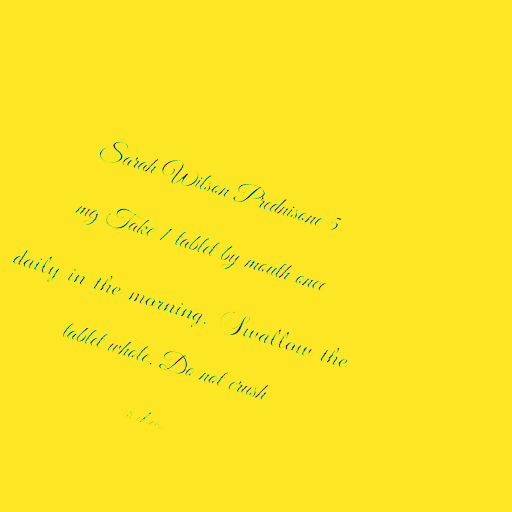 Sarah Wilson Prednisone 5
mg Take 1 tablet by mouth once
daily in the morning. Swallow the
tablet whole. Do not crush